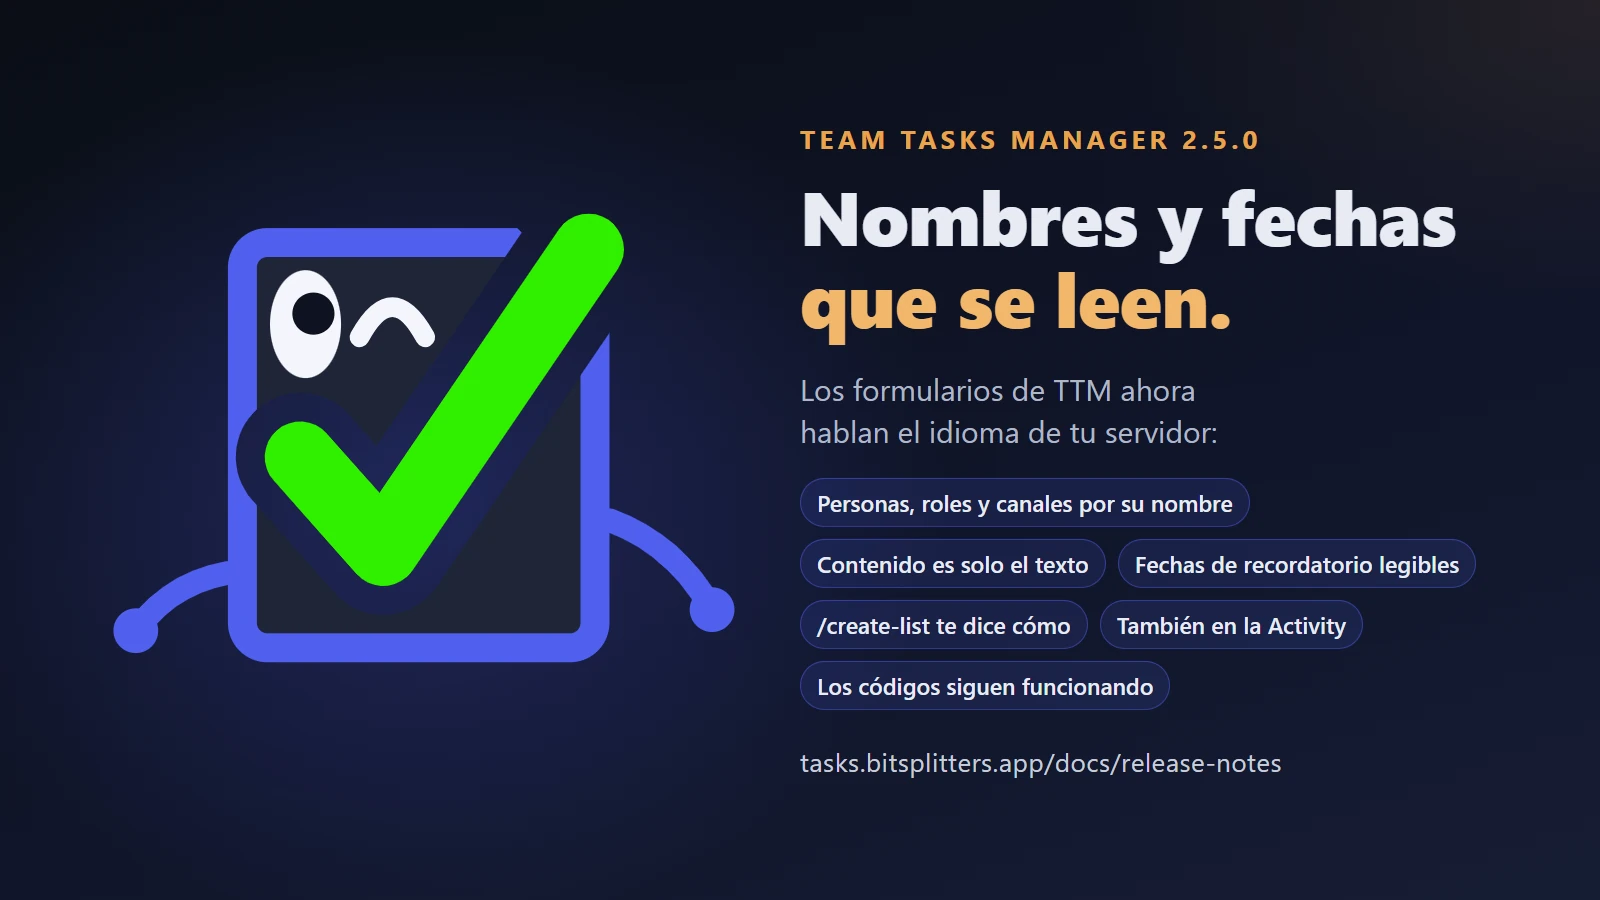 TEAM TASKS MANAGER 2.5.0
Nombres y fechas
que se leen.
Los formularios de TTM ahora
hablan el idioma de tu servidor:
Personas, roles y canales por su nombre
Contenido es solo el texto
Fechas de recordatorio legibles
/create-list te dice cómo
También en la Activity
Los códigos siguen funcionando
tasks.bitsplitters.app/docs/release-notes